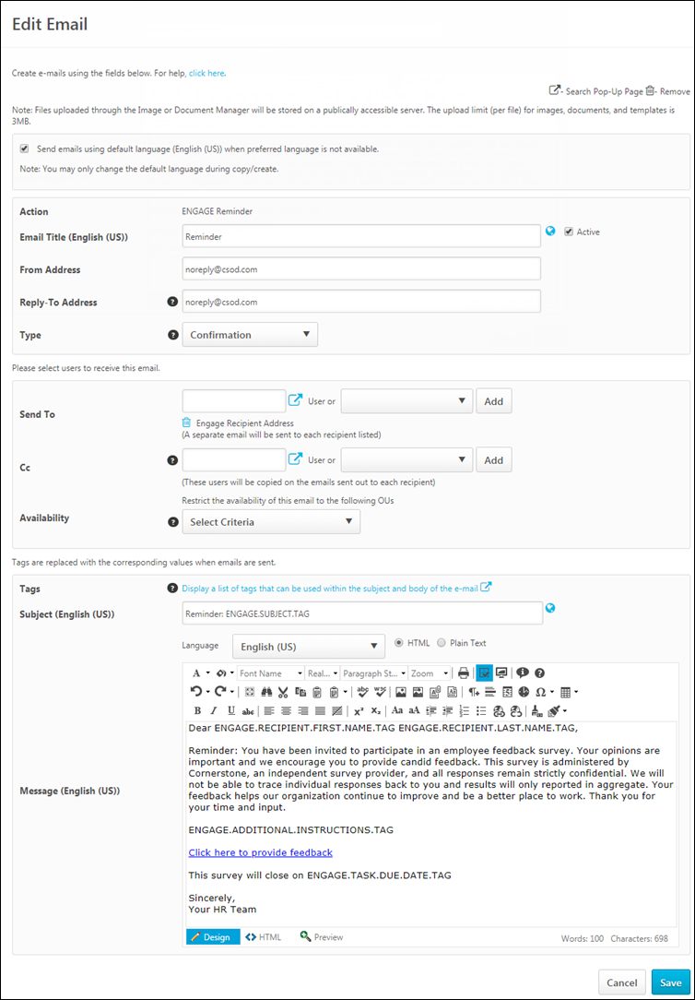 Edit Email
Create e-mails using the fields below. For help, click here.
- Search Pop-Up Page - Remove
Note: Files uploaded through the Image or Document Manager will be stored on a publically accessible server. The upload limit (per file) for images, documents, and templates is
3MB.
Send emails using default language (English (US)) when preferred language is not available.
Note: You may only change the default language during copy/create.
Action ENGAGE Reminder
Email Title (English (US)) Reminder Active
From Address noreply@csod.com
Reply-To Address ? noreply@csod.com
Type ? Confirmation
Please select users to receive this email.
Send To User or Add
Engage Recipient Address
(A separate email will be sent to each recipient listed)
Cc ? User or Add
(These users will be copied on the emails sent out to each recipient)
Restrict the availability of this email to the following OUs
Availability ? Select Criteria
Tags are replaced with the corresponding values when emails are sent.
Tags ? Display a list of tags that can be used within the subject and body of the e-mail
Subject (English (US)) Reminder: ENGAGE.SUBJECT.TAG
Language English (US) HTML Plain Text
A Font Name Real... Paragraph St... Zoom ?
abc W3C Ω
B I U abc x² x₂ Aa aA
Dear ENGAGE.RECIPIENT.FIRST.NAME.TAG ENGAGE.RECIPIENT.LAST.NAME.TAG,
Reminder: You have been invited to participate in an employee feedback survey. Your opinions are
important and we encourage you to provide candid feedback. This survey is administered by
Cornerstone, an independent survey provider, and all responses remain strictly confidential. We will
not be able to trace individual responses back to you and results will only reported in aggregate. Your
feedback helps our organization continue to improve and be a better place to work. Thank you for
your time and input.
Message (English (US))
ENGAGE.ADDITIONAL.INSTRUCTIONS.TAG
Click here to provide feedback
This survey will close on ENGAGE.TASK.DUE.DATE.TAG
Sincerely,
Your HR Team
Design HTML Preview Words: 100 Characters: 698
Cancel Save